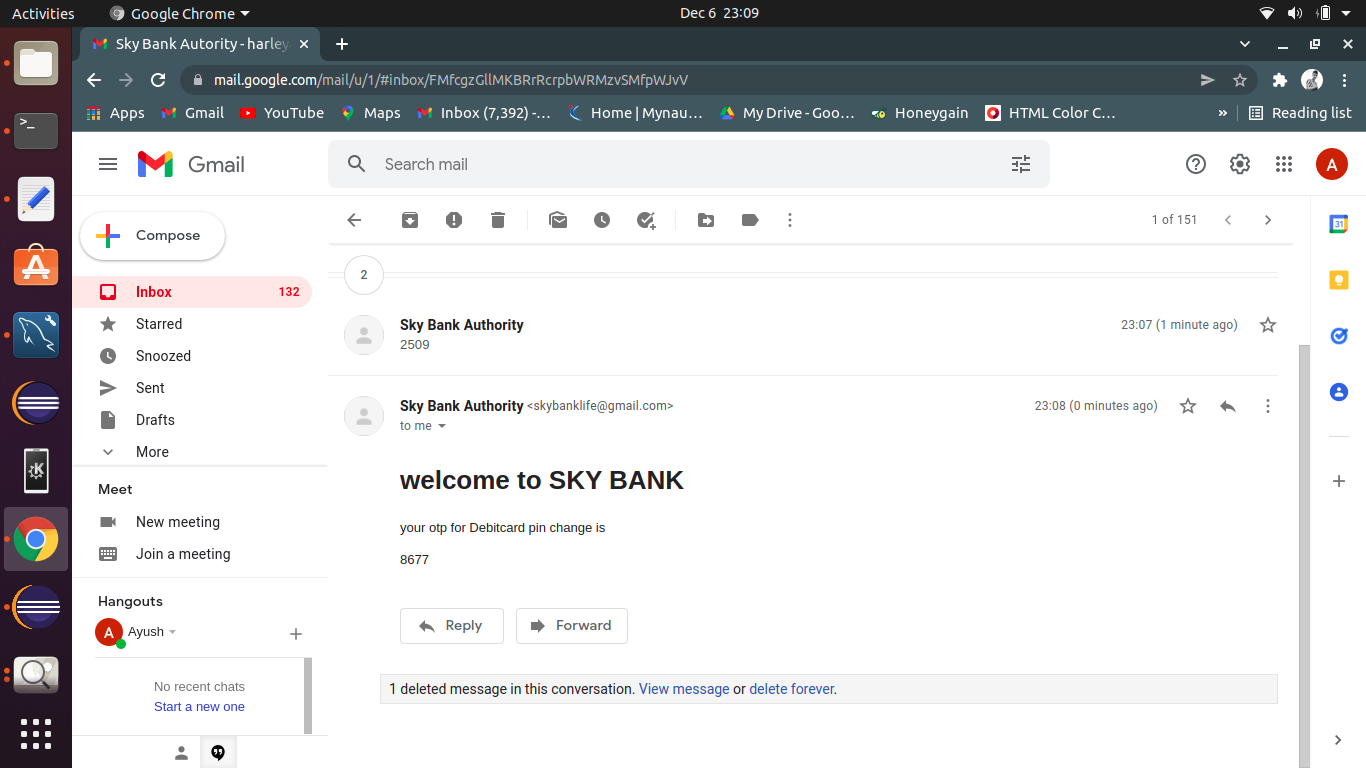 Activities
Google Chrome
Dec 6 23:09
Sky Bank Autority - harley
mail.google.com/mail/u/1/#inbox/FMfcgzGllMKBRrRcrpbWRMzvSMfpWJvV
Apps
Gmail
YouTube
Maps
Inbox (7,392) -...
Home | Mynau...
My Drive - Goo...
Honeygain
HTML Color C...
»
Reading list
Gmail
Search mail
A
Compose
1 of 151
Inbox
132
Starred
Snoozed
Sent
Drafts
More
Meet
New meeting
Join a meeting
Hangouts
A
Ayush
No recent chats
Start a new one
2
Sky Bank Authority
23:07 (1 minute ago)
2509
Sky Bank Authority <skybanklife@gmail.com>
23:08 (0 minutes ago)
to me
welcome to SKY BANK
your otp for Debitcard pin change is
8677
Reply
Forward
1 deleted message in this conversation. View message or delete forever.
31